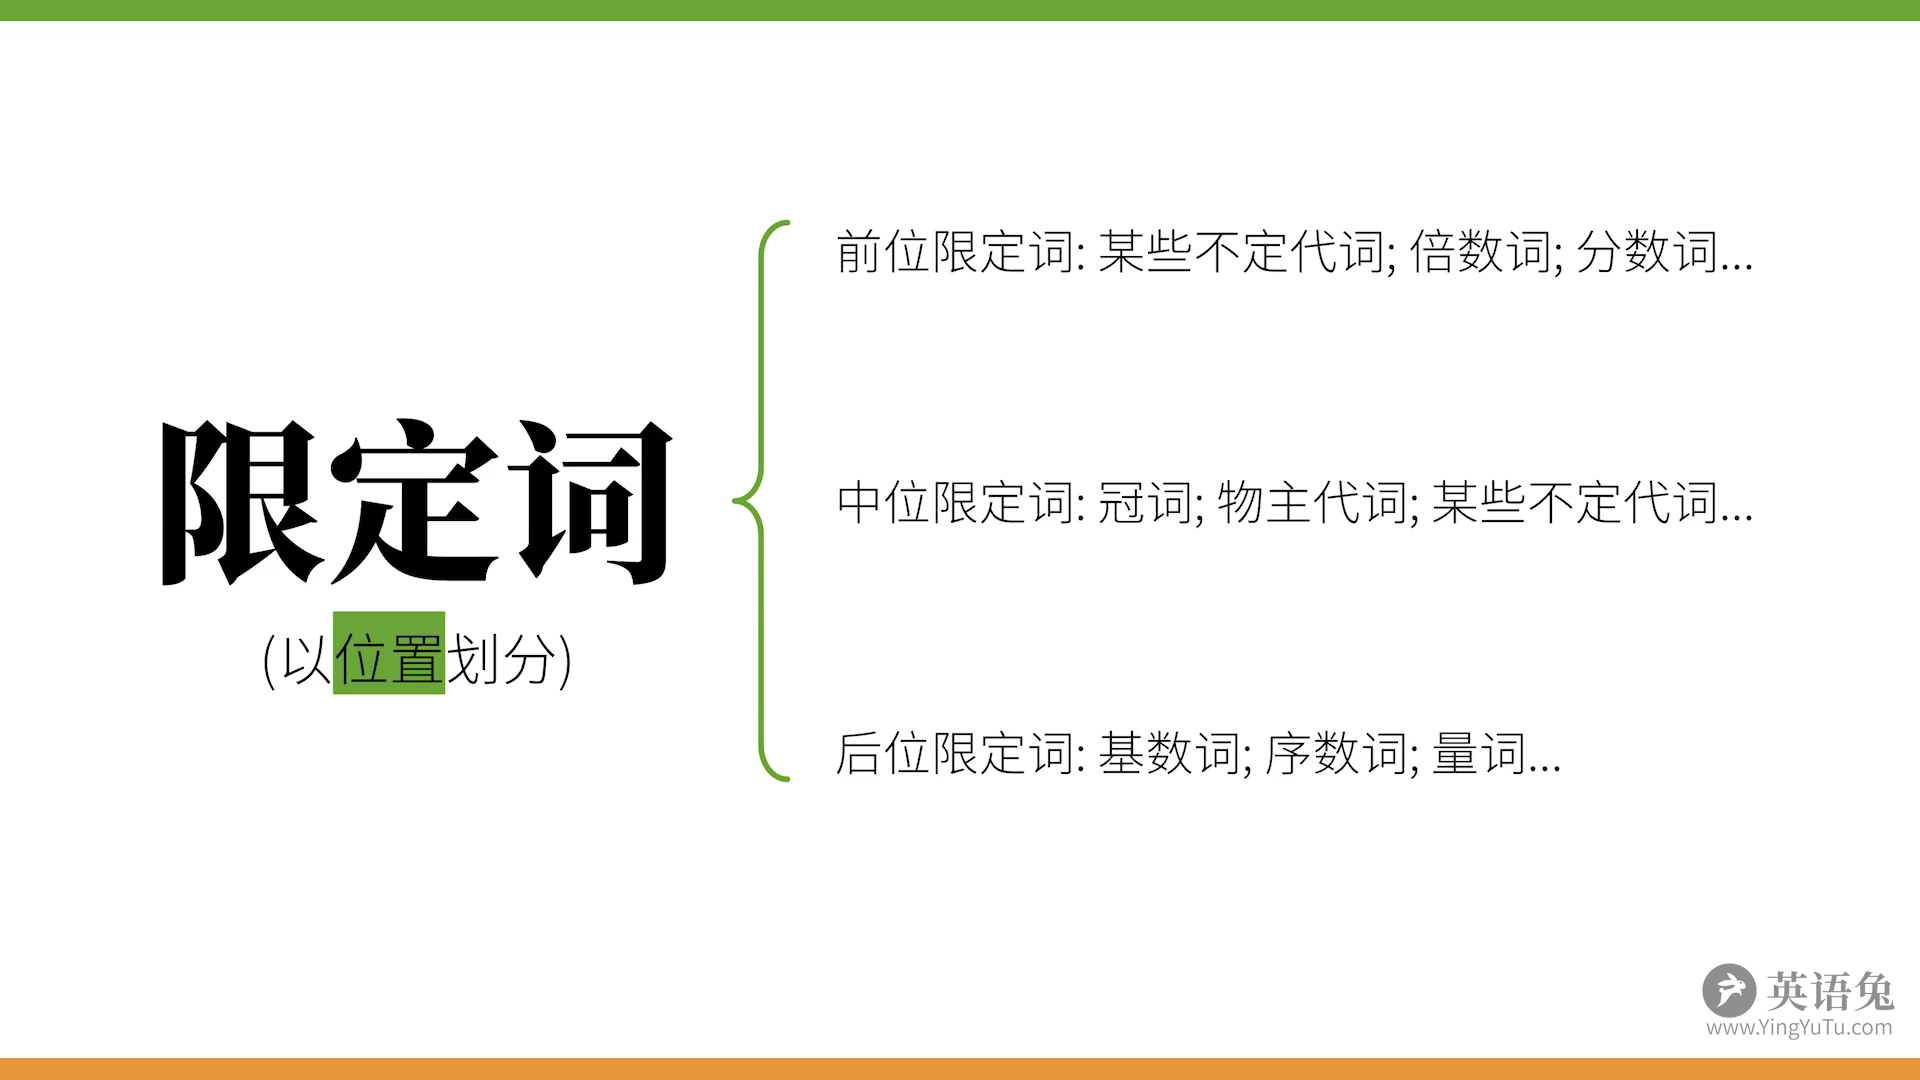 前位限定词: 某些不定代词; 倍数词; 分数词...
限定词
(以位置划分)
中位限定词: 冠词; 物主代词; 某些不定代词...
后位限定词: 基数词; 序数词; 量词...
英语兔
www.YingYuTu.com